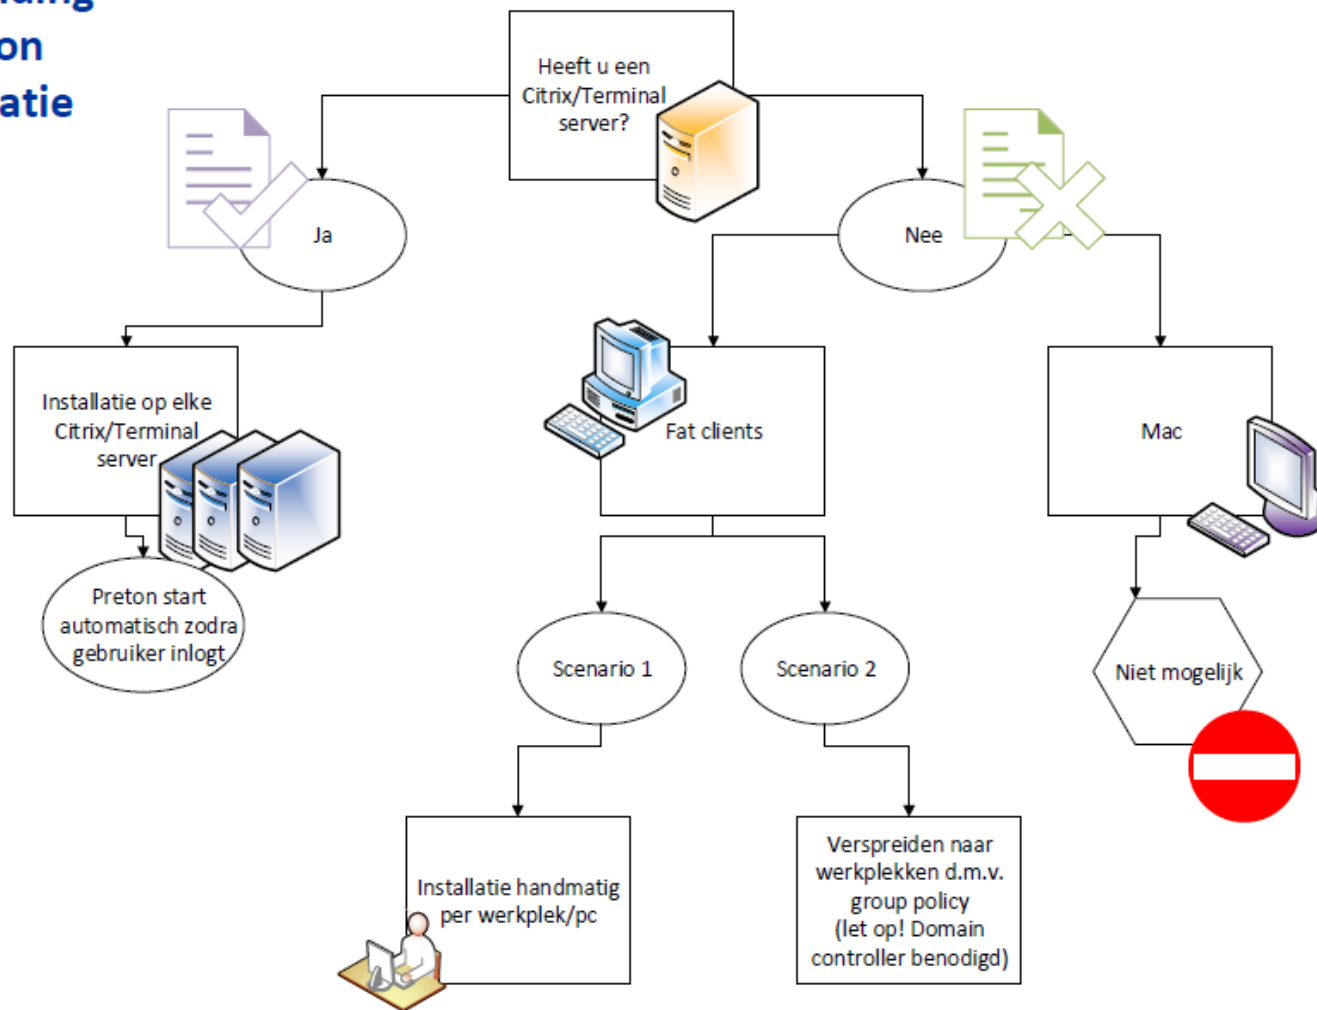 on
Heeft u een
Citrix/Terminal
server?
Ja
Nee
Installatie op elke
Citrix/Terminal
server
Fat clients
Mac
Preton start
automatisch zodra
gebruiker inlogt
Scenario 1
Scenario 2
Niet mogelijk
Installatie handmatig
per werkplek/pc
Verspreiden naar
werkplekken d.m.v.
group policy
(let op! Domain
controller benodigd)